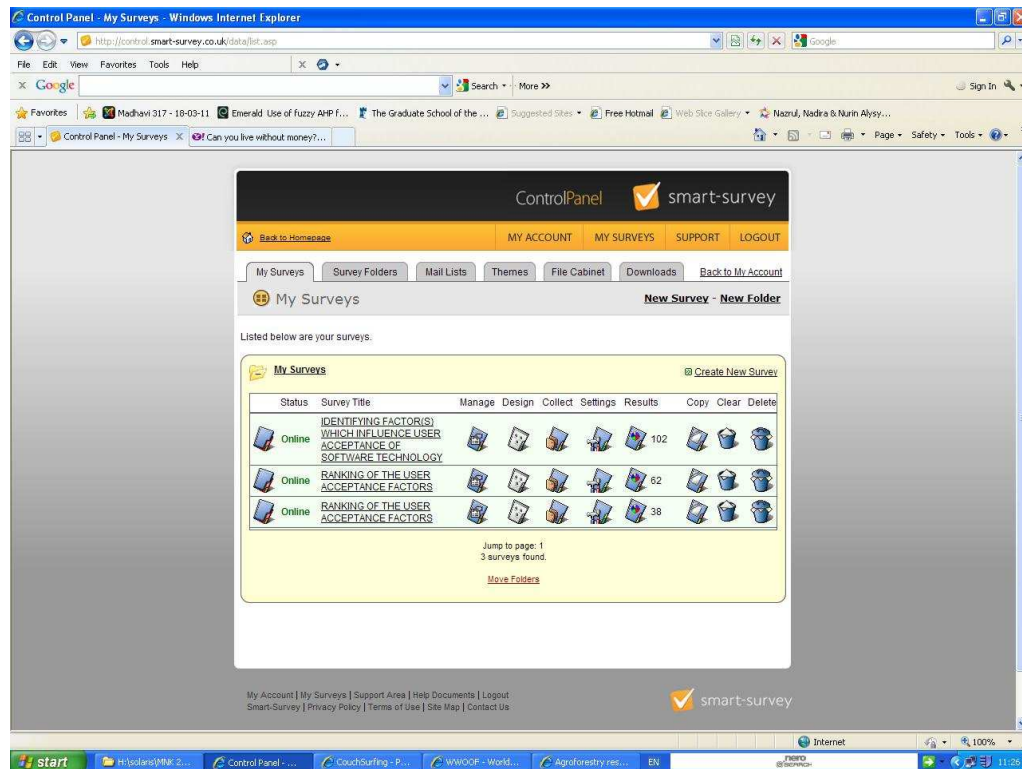 Control Panel - My Surveys - Windows Internet Explorer
http://control.smart-survey.co.uk/data/list.asp
Google
File Edit View Favorites Tools Help
Google Search More >> Sign In
Favorites Madhavi 317 - 18-03-11 Emerald Use of fuzzy AHP f... The Graduate School of the ... Suggested Sites Free Hotmail Web Slice Gallery Nazrul, Nadira & Nurin Alysy...
Control Panel - My Surveys Can you live without money?... Page Safety Tools
ControlPanel smart-survey
Back to Homepage MY ACCOUNT MY SURVEYS SUPPORT LOGOUT
My Surveys Survey Folders Mail Lists Themes File Cabinet Downloads Back to My Account
My Surveys New Survey - New Folder
Listed below are your surveys.
My Surveys Create New Survey
Status Survey Title Manage Design Collect Settings Results Copy Clear Delete
IDENTIFYING FACTOR(S)
Online WHICH INFLUENCE USER 102
ACCEPTANCE OF
SOFTWARE TECHNOLOGY
Online RANKING OF THE USER 62
ACCEPTANCE FACTORS
Online RANKING OF THE USER 38
ACCEPTANCE FACTORS
Jump to page: 1
3 surveys found.
Move Folders
My Account | My Surveys | Support Area | Help Documents | Logout
Smart-Survey | Privacy Policy | Terms of Use | Site Map | Contact Us
smart-survey
Internet 100%
start H:\solaris\MNK 2... Control Panel - ... CouchSurfing - P... WWOOF - World... Agroforestry res... EN nero SEARCH 11:26